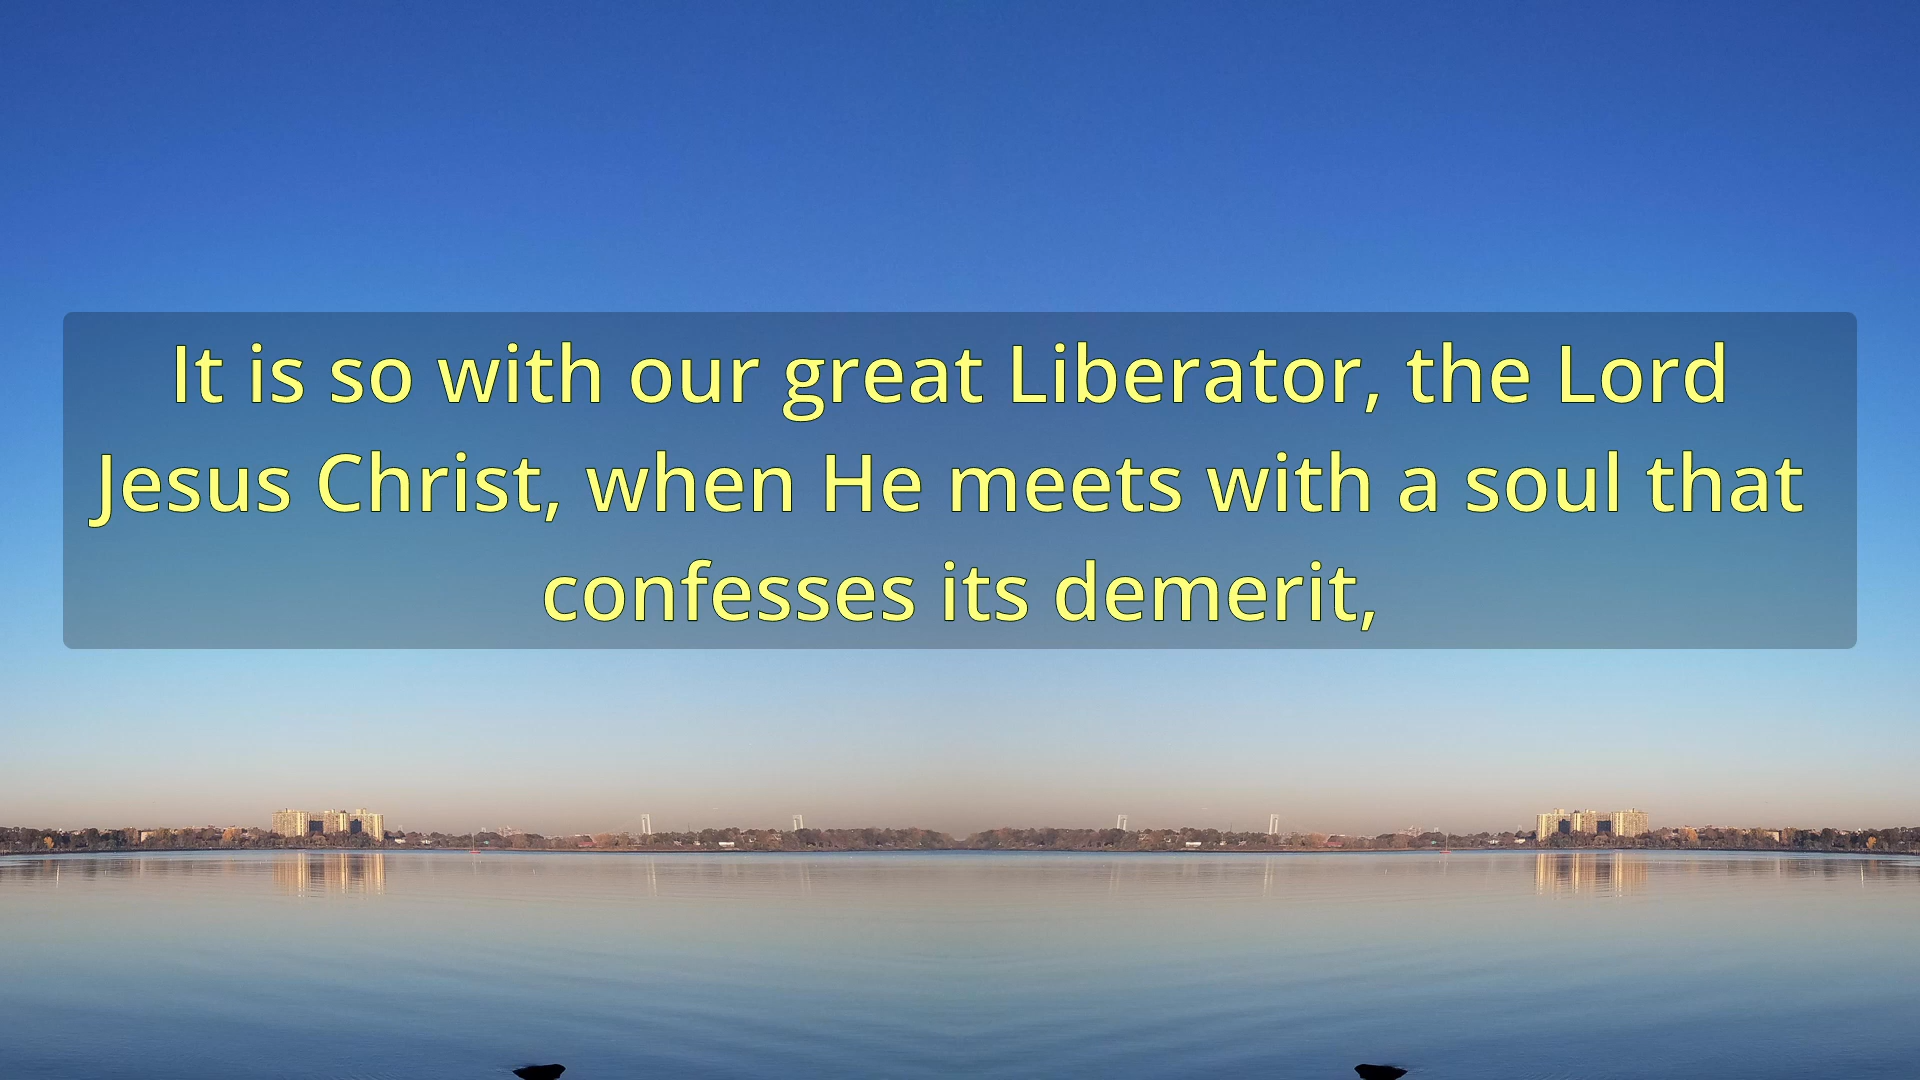 It is so with our great Liberator, the Lord
Jesus Christ, when He meets with a soul that
confesses its demerit,